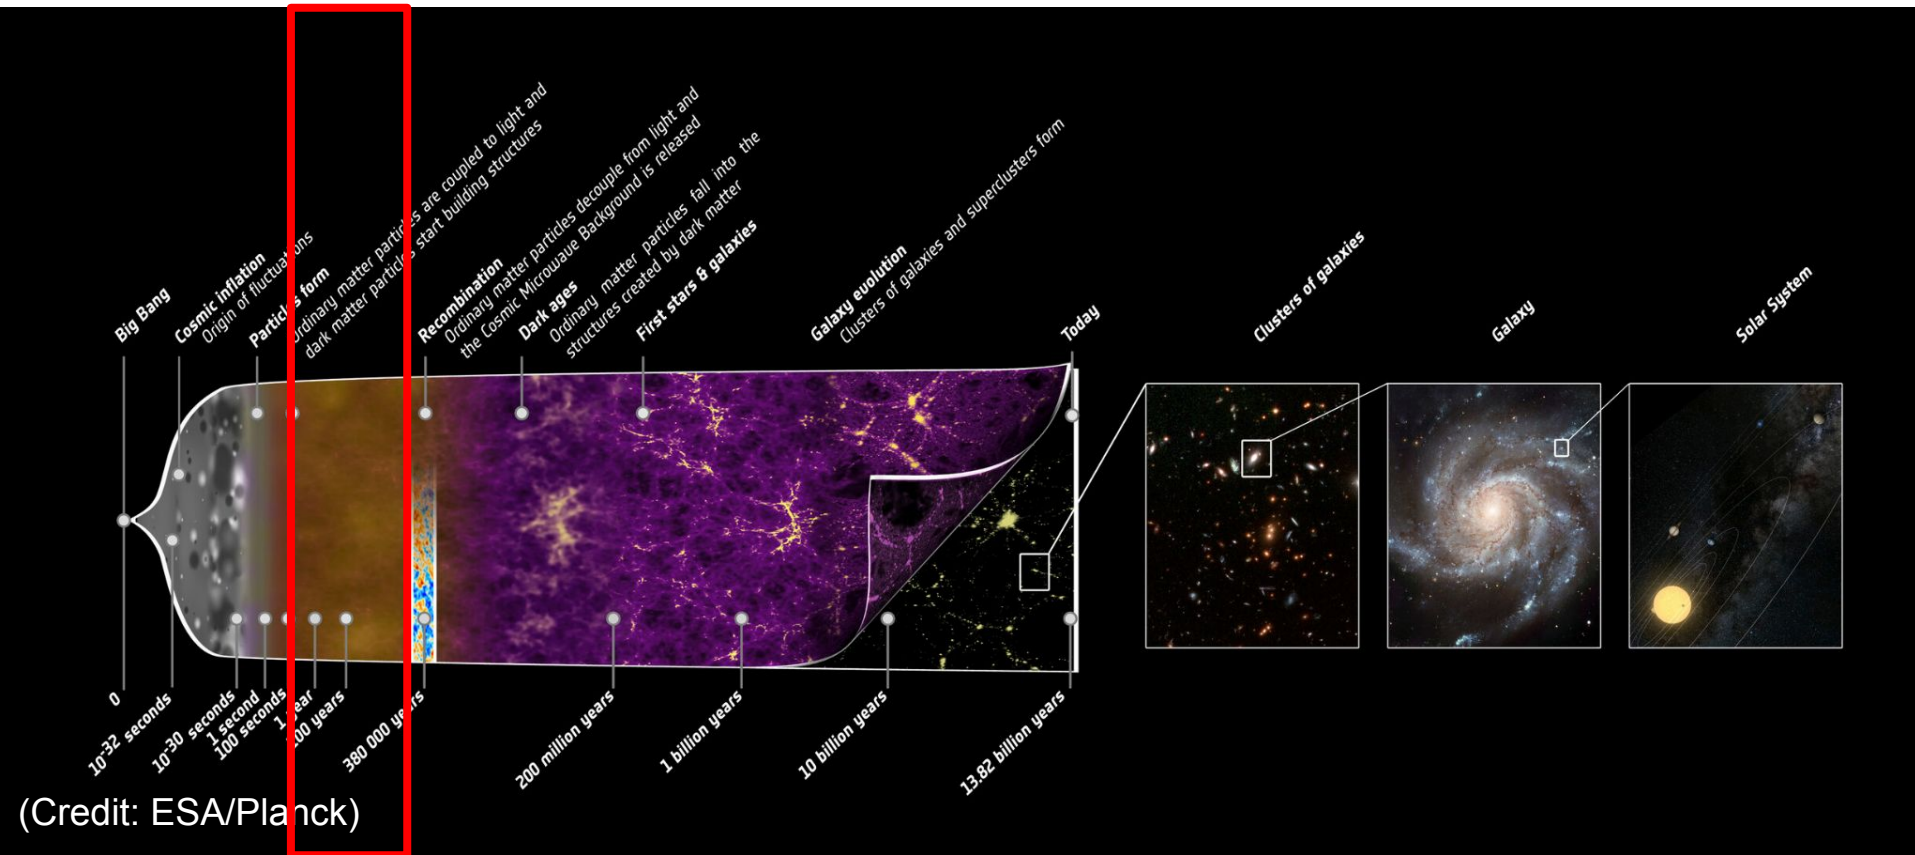 Big Bang
Cosmic inflation
Origin of fluctuations
Particles form
Ordinary matter particles are coupled to light and
dark matter particles start building structures
Recombination
Ordinary matter particles decouple from light and
the Cosmic Microwave Background is released
Dark ages
Ordinary matter particles fall into the
structures created by dark matter
First stars & galaxies
Galaxy evolution
Clusters of galaxies and superclusters form
Today
Clusters of galaxies
Galaxy
Solar System
0
10-32 seconds
10-30 seconds
1 second
100 seconds
1 year
100 years
380 000 years
200 million years
1 billion years
10 billion years
13.82 billion years
(Credit: ESA/Planck)